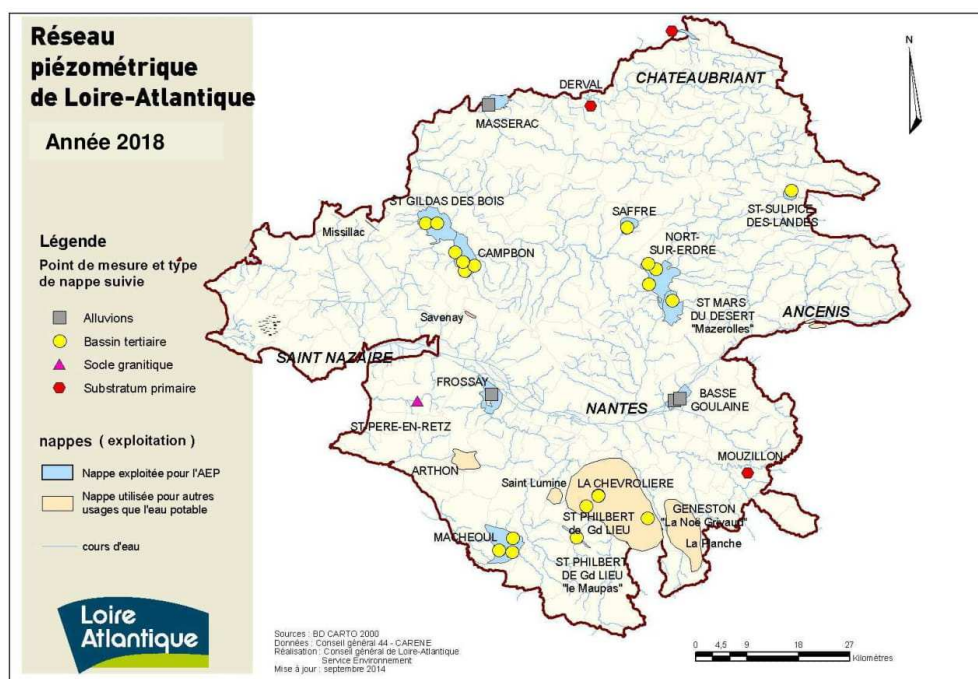 Réseau
piézométrique
de Loire-Atlantique
Année 2018
Légende
Point de mesure et type
de nappe suivie
Alluvions
Bassin tertiaire
Socle granitique
Substratum primaire
nappes ( exploitation )
Nappe exploitée pour l'AEP
Nappe utilisée pour autres
usages que l'eau potable
cours d'eau
Loire
Atlantique
N
CHATEAUBRIANT
DERVAL
MASSERAC
ST GILDAS DES BOIS
Missillac
SAFFRE
ST-SULPICE
DES-LANDES
NORT-
SUR-ERDRE
CAMPBON
ST MARS
DU DESERT
"Mazerolles"
ANCENIS
Savenay
SAINT NAZAIRE
FROSSAY
BASSE
GOULAINE
NANTES
ST-PERE-EN-RETZ
MOUZILLON
ARTHON
Saint Lumine
LA CHEVROLIERE
GENESTON
"La Noë Grivaud"
ST PHILBERT
de Gd LIEU
La Planche
MACHEOUL
ST PHILBERT
DE Gd LIEU
"le Maupas"
Sources : BD CARTO 2000
Données : Conseil général 44 - CARENE
Réalisation : Conseil général de Loire-Atlantique
Service Environnement
Mise à jour : septembre 2014
0 4,5 9 18 27
Kilomètres